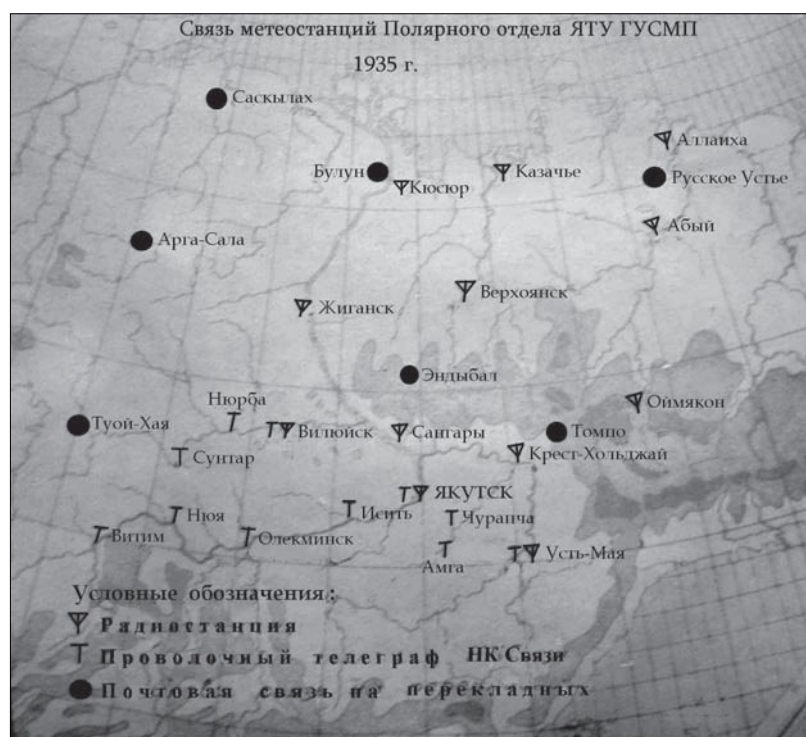 Связь метеостанций Полярного отдела ЯТУ ГУСМП
1935 г.
Саскылах
Аллаиха
Булун
Кюсюр
Казачье
Русское Устье
Абый
Арга-Сала
Верхоянск
Жиганск
Эндыбал
Нюрба
Оймякон
Туой-Хая
Вилюйск
Сангары
Томпо
Сунтар
Крест-Хольджай
ЯКУТСК
Исить
Чурапча
Нюя
Витим
Олекминск
Амга
Усть-Мая
Условные обозначения:
Радиостанция
Проволочный телеграф НК Связи
Почтовая связь на перекладных